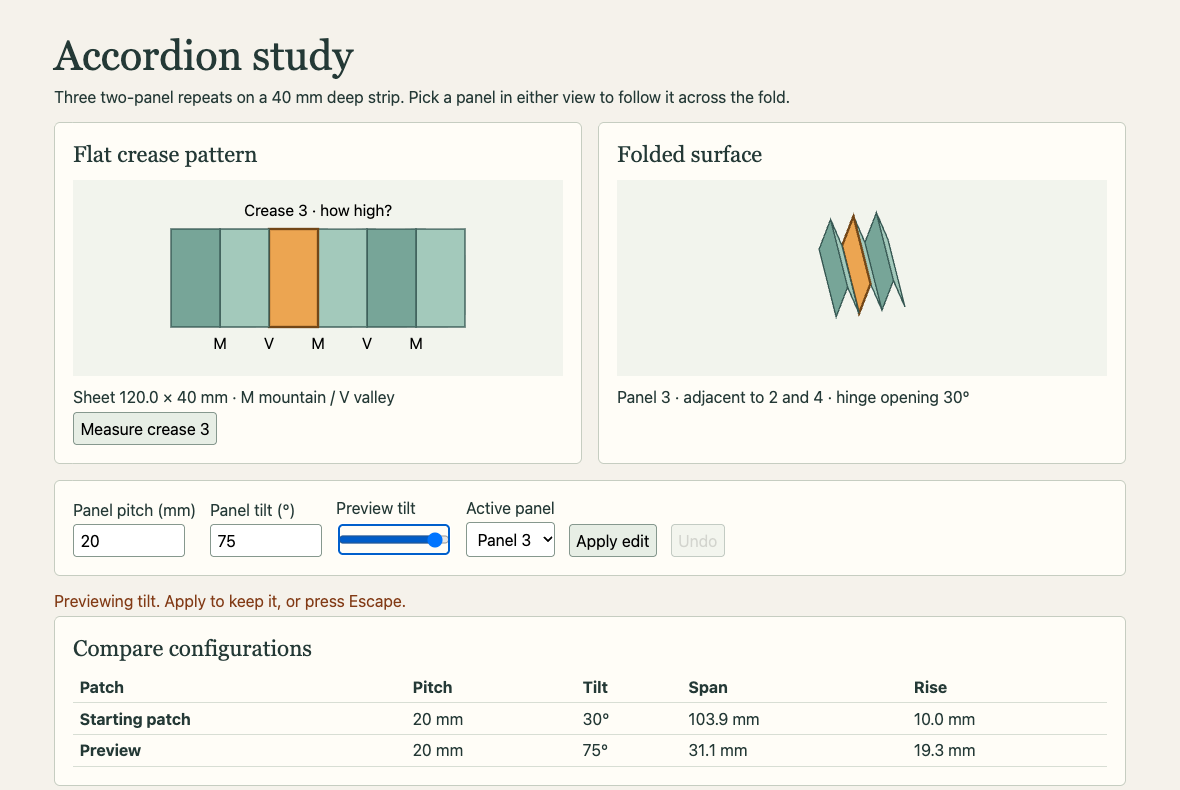 Accordion study
Three two-panel repeats on a 40 mm deep strip. Pick a panel in either view to follow it across the fold.
Flat crease pattern
Crease 3 · how high?
M V M V M
Sheet 120.0 × 40 mm · M mountain / V valley
Measure crease 3
Folded surface
Panel 3 · adjacent to 2 and 4 · hinge opening 30°
Panel pitch (mm) Panel tilt (°) Preview tilt Active panel
20 75 Panel 3 Apply edit Undo
Previewing tilt. Apply to keep it, or press Escape.
Compare configurations
Patch Pitch Tilt Span Rise
Starting patch 20 mm 30° 103.9 mm 10.0 mm
Preview 20 mm 75° 31.1 mm 19.3 mm